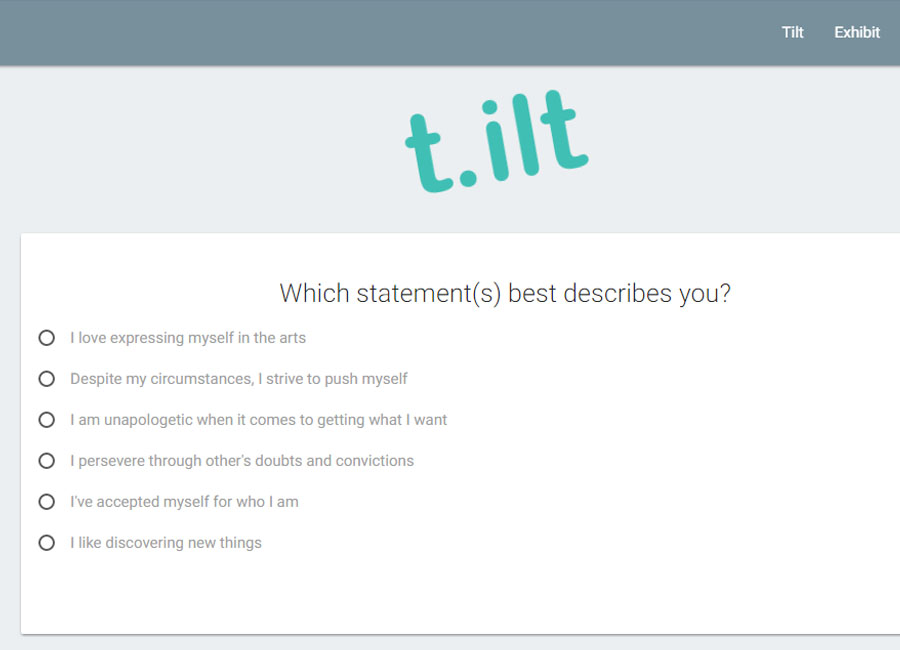 Tilt Exhibit
t.ilt
Which statement(s) best describes you?
I love expressing myself in the arts
Despite my circumstances, I strive to push myself
I am unapologetic when it comes to getting what I want
I persevere through other's doubts and convictions
I've accepted myself for who I am
I like discovering new things